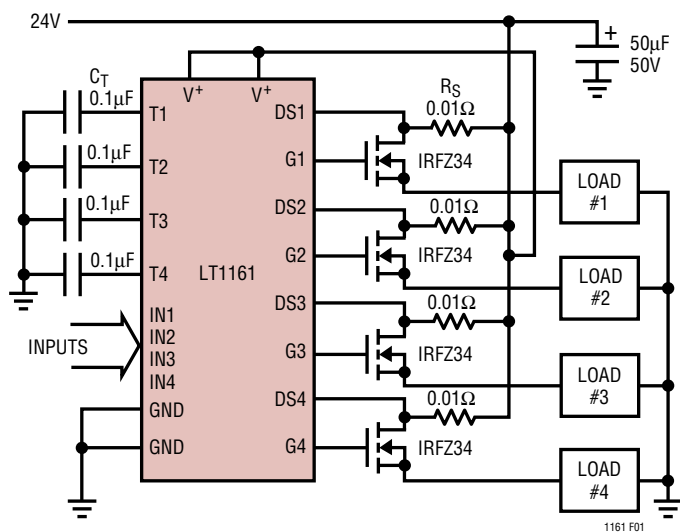 24V
+
50μF
50V
C_T
0.1μF
0.1μF
0.1μF
0.1μF
V+
V+
T1
T2
T3
T4
LT1161
IN1
IN2
IN3
IN4
INPUTS
GND
GND
DS1
G1
DS2
G2
DS3
G3
DS4
G4
R_S
0.01Ω
IRFZ34
0.01Ω
IRFZ34
0.01Ω
IRFZ34
0.01Ω
IRFZ34
LOAD
#1
LOAD
#2
LOAD
#3
LOAD
#4
1161 F01